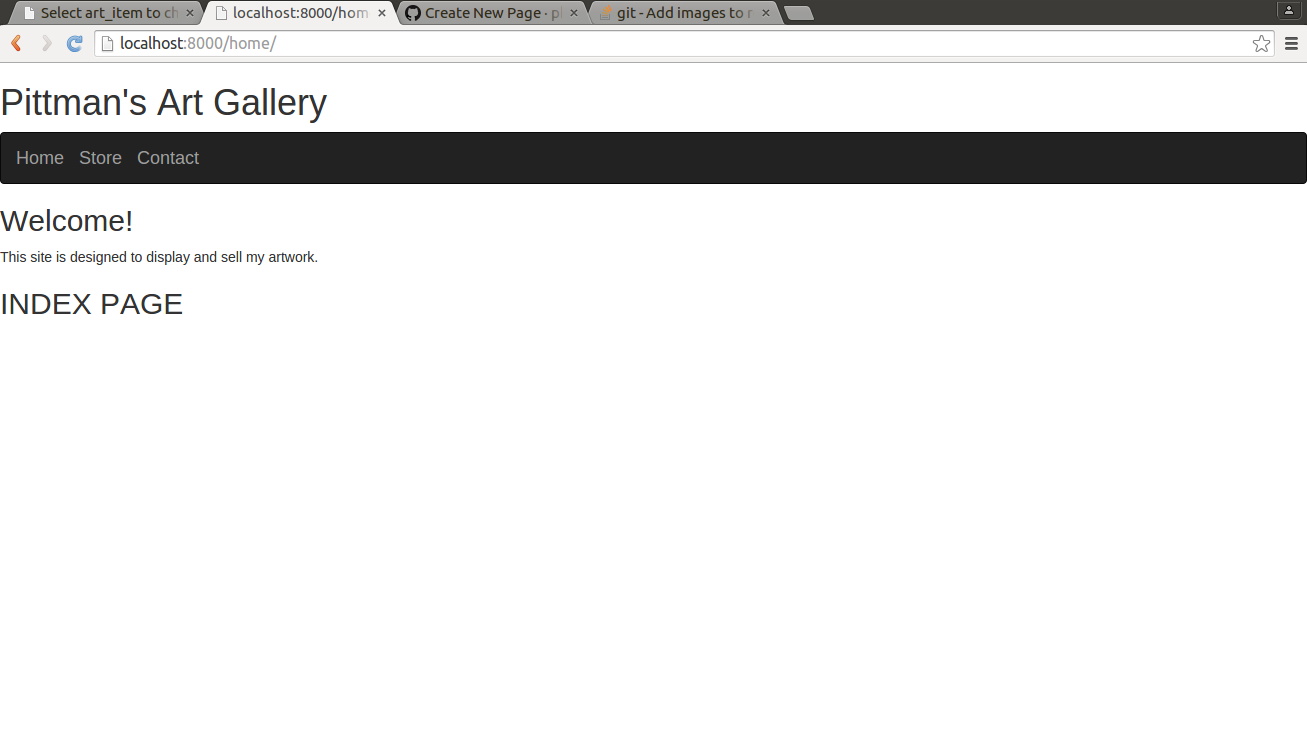 Select art_item to ch
localhost:8000/hom
Create New Page · pl
git - Add images to r
localhost:8000/home/
Pittman's Art Gallery
Home Store Contact
Welcome!
This site is designed to display and sell my artwork.
INDEX PAGE